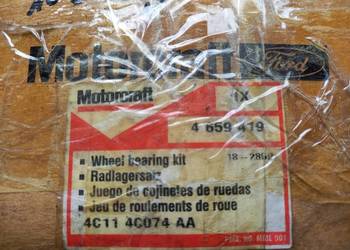 Motorcraft Ford
Motorcraft 1X
4 659 419
▪ Wheel bearing kit
▪ Radlagersatz
▪ Juego de cojinetes de ruedas
▪ Jeu de roulements de roue
4C11 4C074 AA